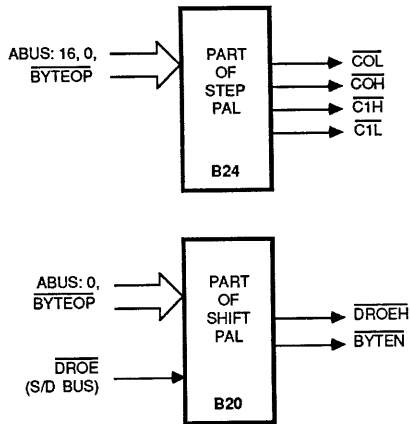 ABUS: 16, 0,
BYTEOP
PART
OF
STEP
PAL
B24
COL
COH
C1H
C1L
ABUS: 0,
BYTEOP
DROE
(S/D BUS)
PART
OF
SHIFT
PAL
B20
DROEH
BYTEN